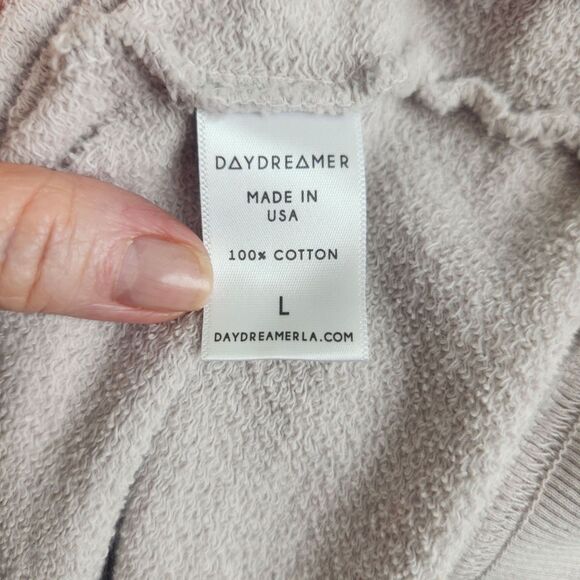 DAYDREAMER
MADE IN
USA
100% COTTON
L
DAYDREAMERLA.COM